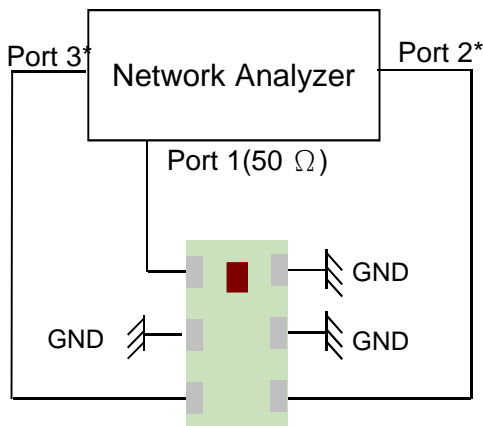 Port 3*
Port 2*
Network Analyzer
Port 1(50 Ω)
GND
GND
GND